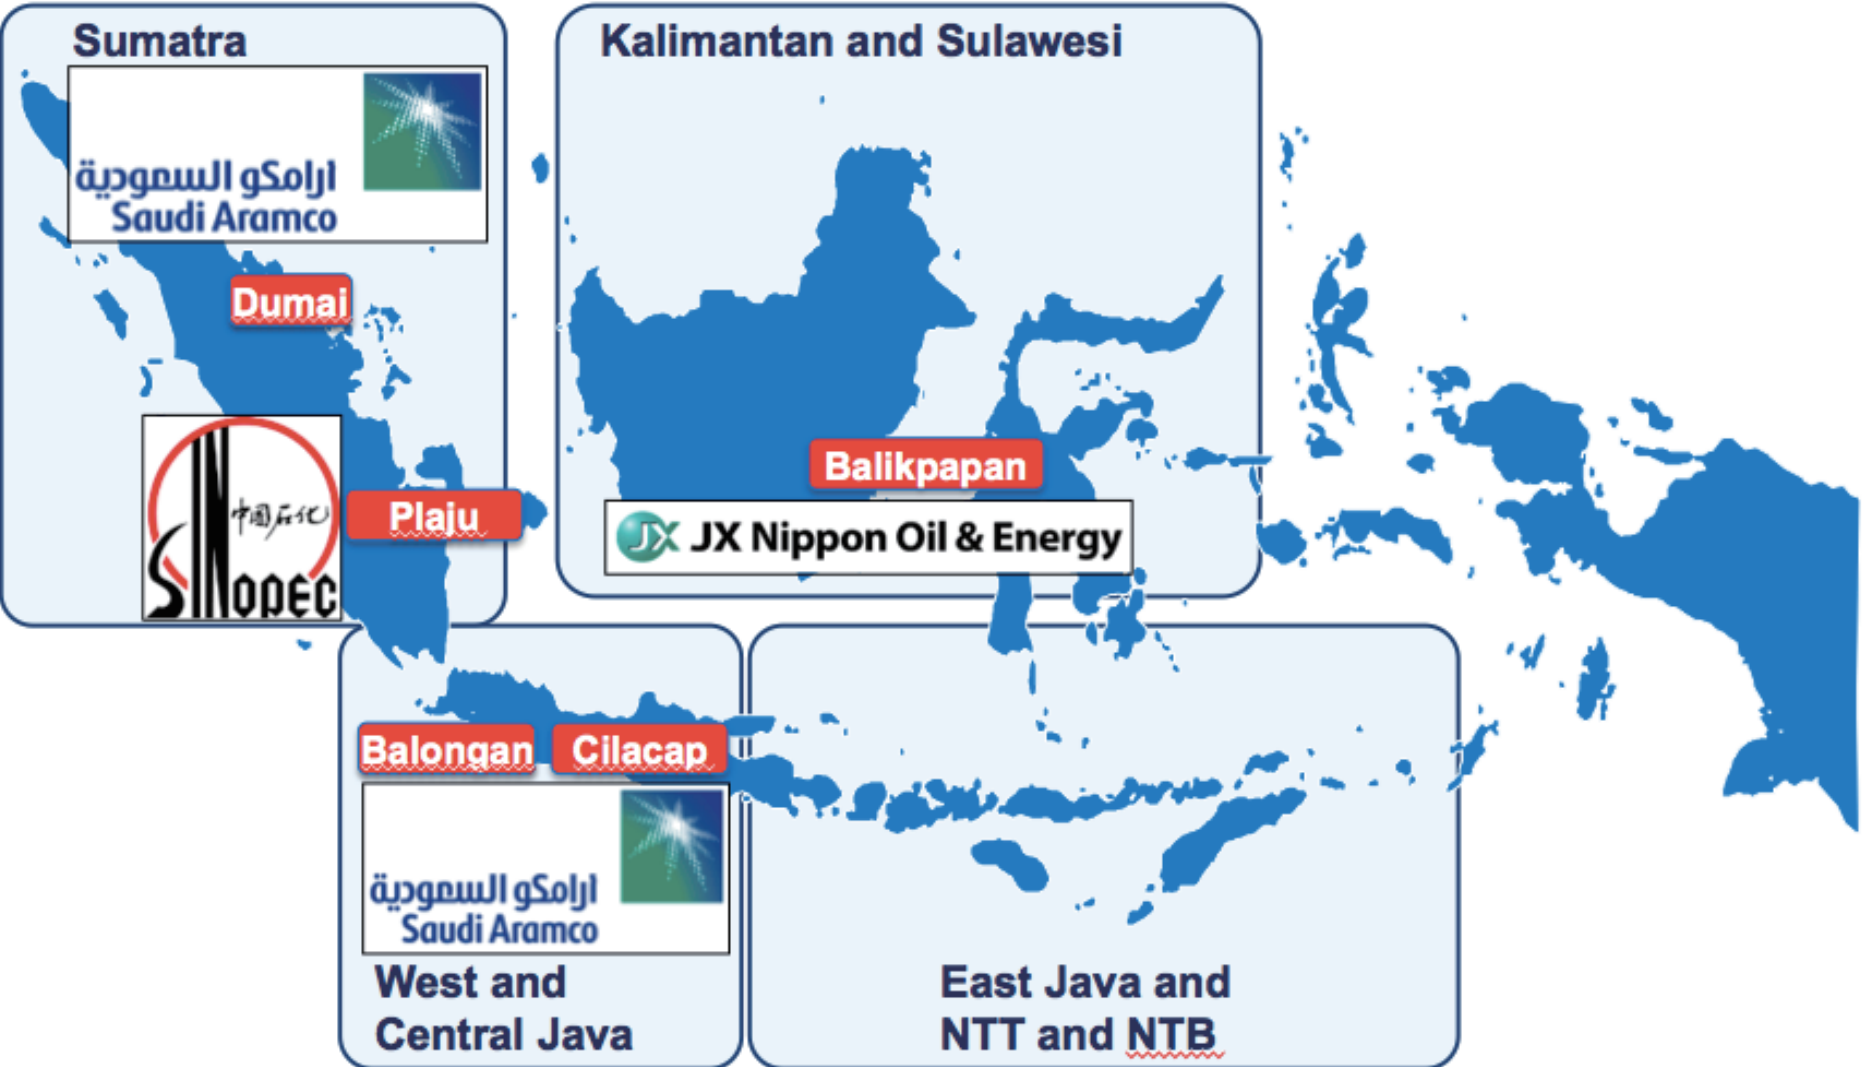 Sumatra
ارامكو السعودية
Saudi Aramco
Dumai
中国石化
SINOPEC
Plaju
Kalimantan and Sulawesi
Balikpapan
JX JX Nippon Oil & Energy
Balongan
Cilacap
ارامكو السعودية
Saudi Aramco
West and
Central Java
East Java and
NTT and NTB